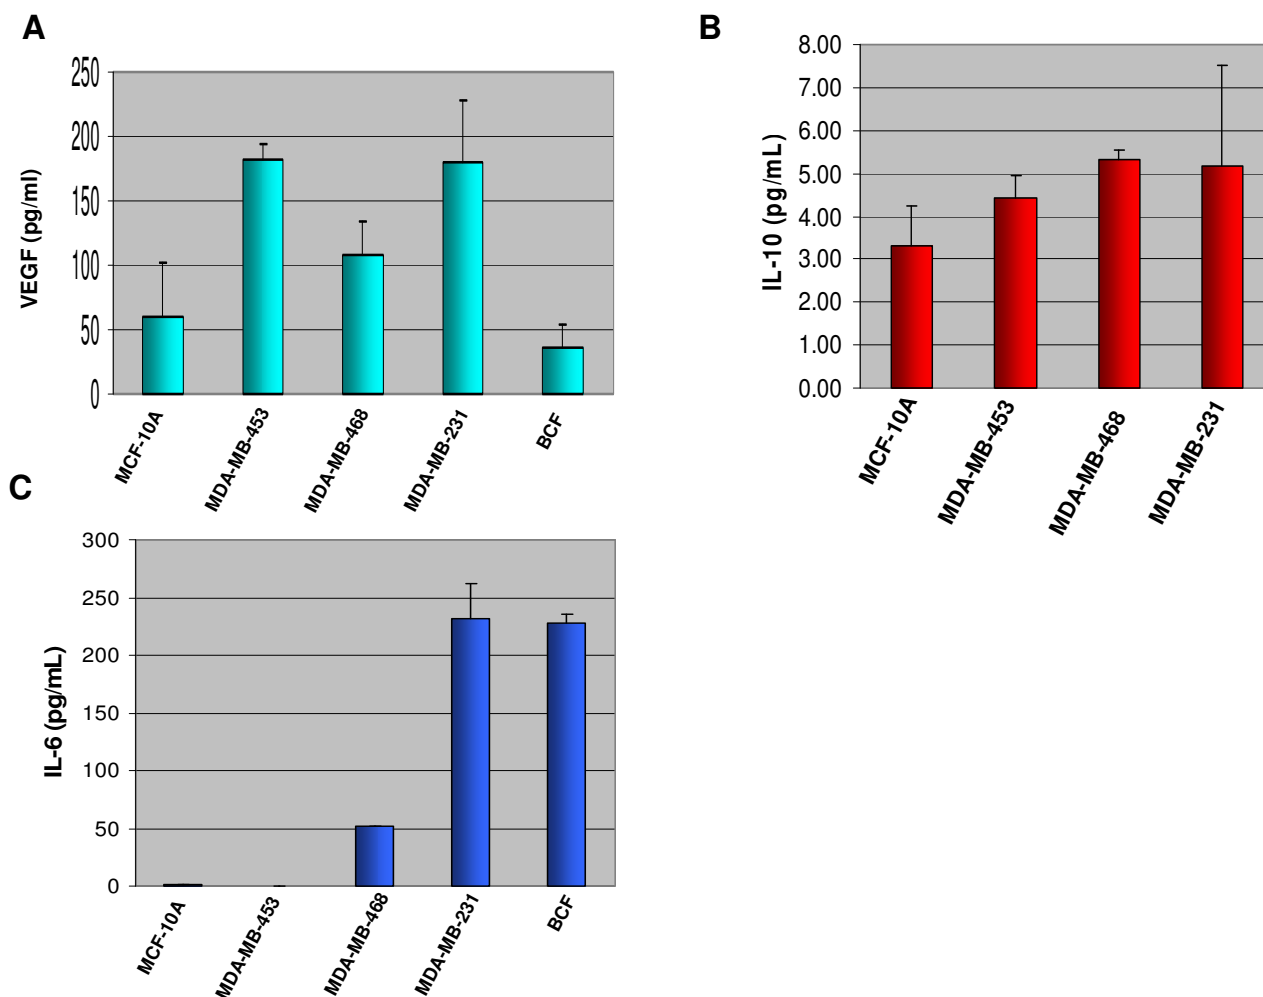 A
VEGF (pg/ml)
250
200
150
100
50
0
MCF-10A
MDA-MB-453
MDA-MB-468
MDA-MB-231
BCF
B
IL-10 (pg/mL)
8.00
7.00
6.00
5.00
4.00
3.00
2.00
1.00
0.00
MCF-10A
MDA-MB-453
MDA-MB-468
MDA-MB-231
C
IL-6 (pg/mL)
300
250
200
150
100
50
0
MCF-10A
MDA-MB-453
MDA-MB-468
MDA-MB-231
BCF